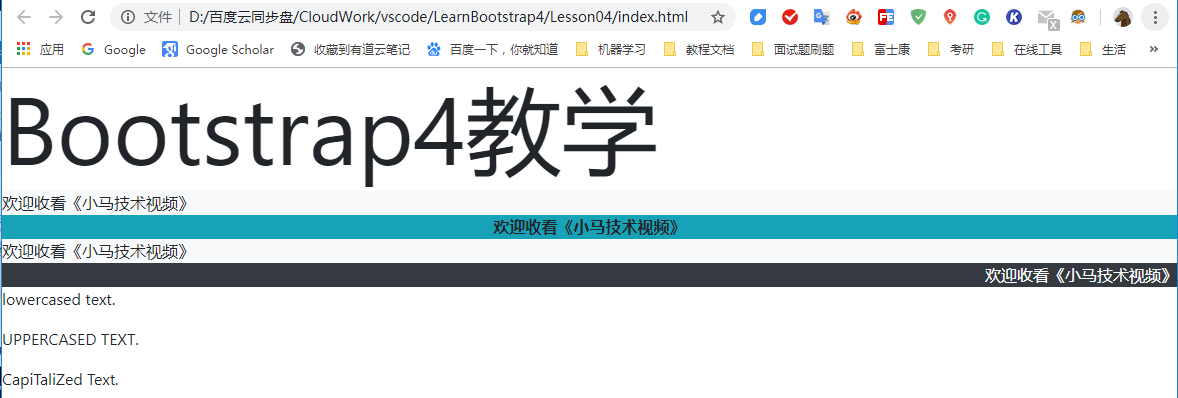 文件 D:/百度云同步盘/CloudWork/vscode/LearnBootstrap4/Lesson04/index.html
应用 Google Google Scholar 收藏到有道云笔记 百度一下，你就知道 机器学习 教程文档 面试题刷题 富士康 考研 在线工具 生活 »
Bootstrap4教学
欢迎收看《小马技术视频》
欢迎收看《小马技术视频》
欢迎收看《小马技术视频》
欢迎收看《小马技术视频》
lowercased text.
UPPERCASED TEXT.
CapiTaliZed Text.